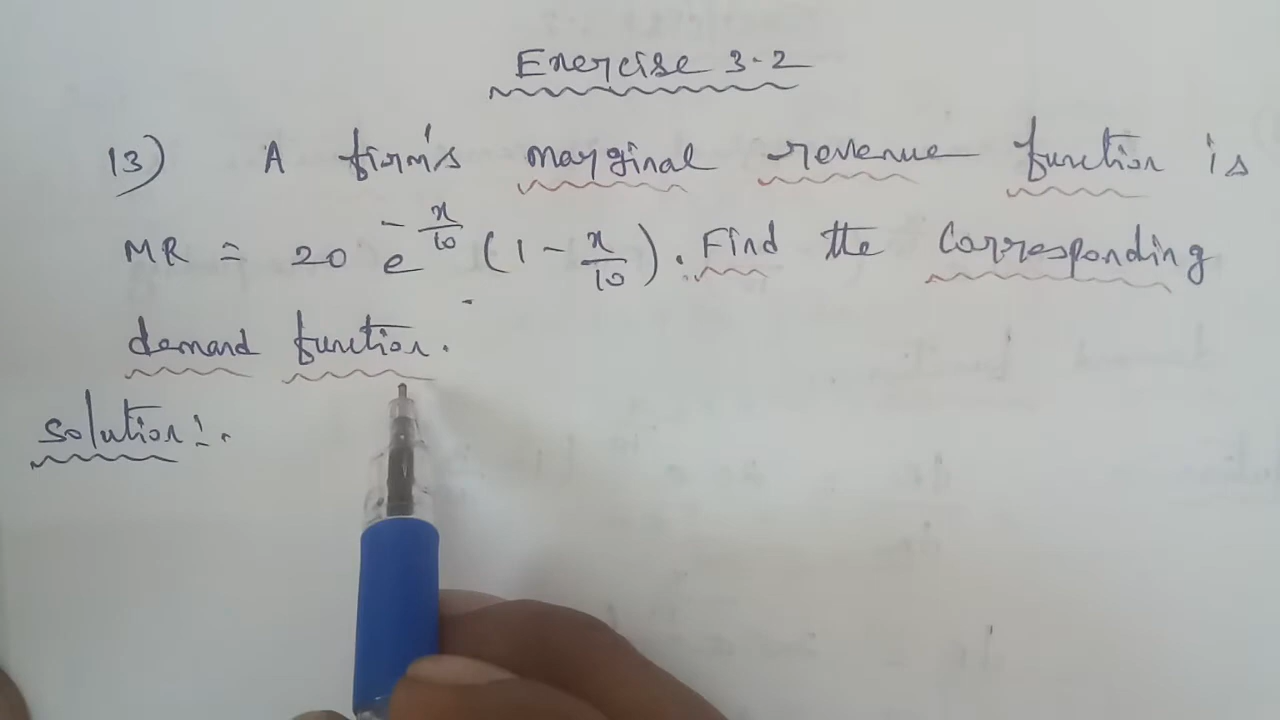 Exercise 3.2
13) A firm's marginal revenue function is
MR = 20 e^{-x/10} (1 - x/10). Find the corresponding
demand function.
solution:.